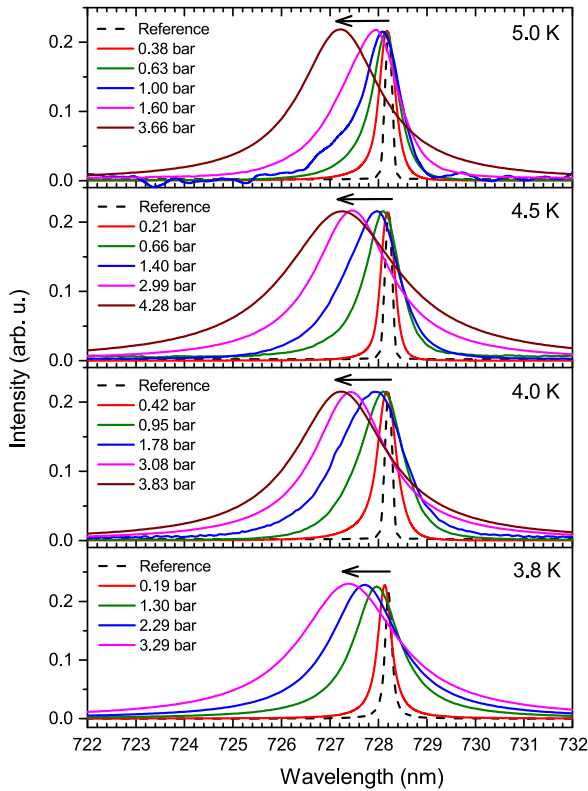 5.0 K
Reference
0.38 bar
0.63 bar
1.00 bar
1.60 bar
3.66 bar
0.2
0.1
0.0
4.5 K
Reference
0.21 bar
0.66 bar
1.40 bar
2.99 bar
4.28 bar
0.2
0.1
0.0
4.0 K
Reference
0.42 bar
0.95 bar
1.78 bar
3.08 bar
3.83 bar
0.2
0.1
0.0
3.8 K
Reference
0.19 bar
1.30 bar
2.29 bar
3.29 bar
0.2
0.1
0.0
722 723 724 725 726 727 728 729 730 731 732
Wavelength (nm)
Intensity (arb. u.)